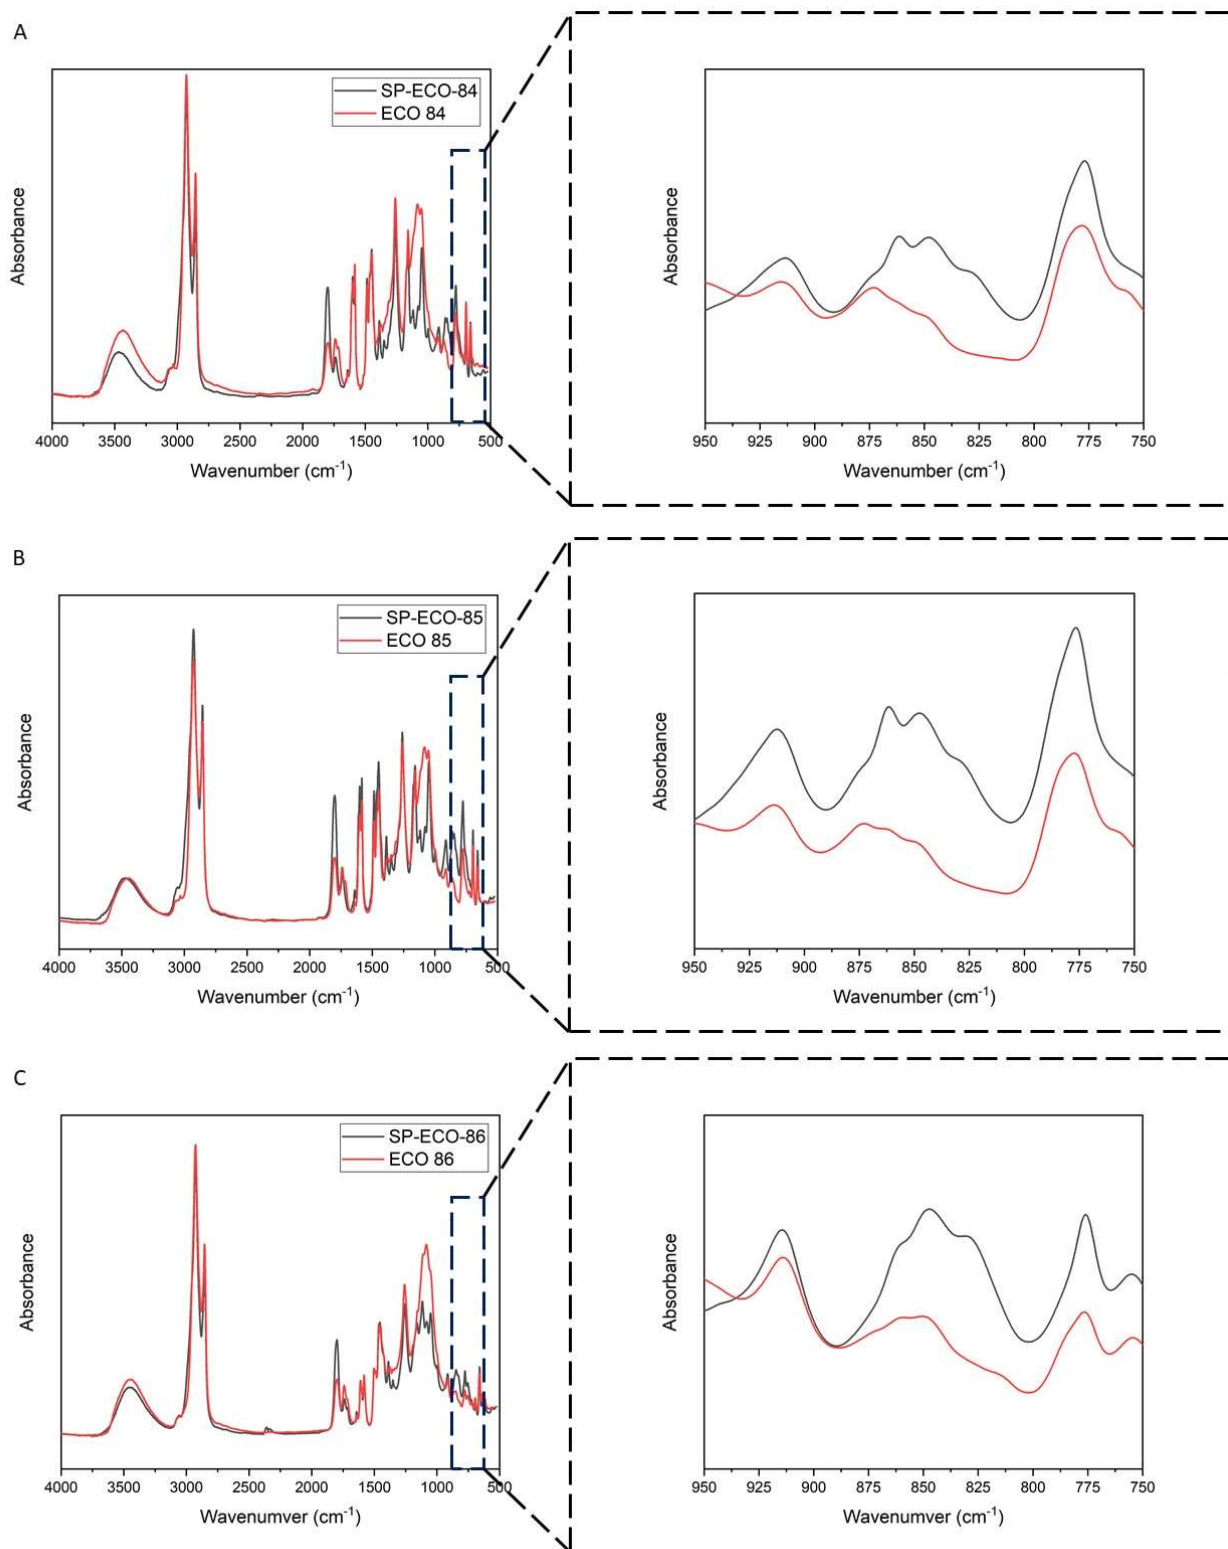 A
SP-ECO-84
ECO 84
Absorbance
4000 3500 3000 2500 2000 1500 1000 500
Wavenumber (cm-1)
Absorbance
950 925 900 875 850 825 800 775 750
Wavenumber (cm-1)
B
SP-ECO-85
ECO 85
Absorbance
4000 3500 3000 2500 2000 1500 1000 500
Wavenumber (cm-1)
Absorbance
950 925 900 875 850 825 800 775 750
Wavenumber (cm-1)
C
SP-ECO-86
ECO 86
Absorbance
4000 3500 3000 2500 2000 1500 1000 500
Wavenumver (cm-1)
Absorbance
950 925 900 875 850 825 800 775 750
Wavenumver (cm-1)